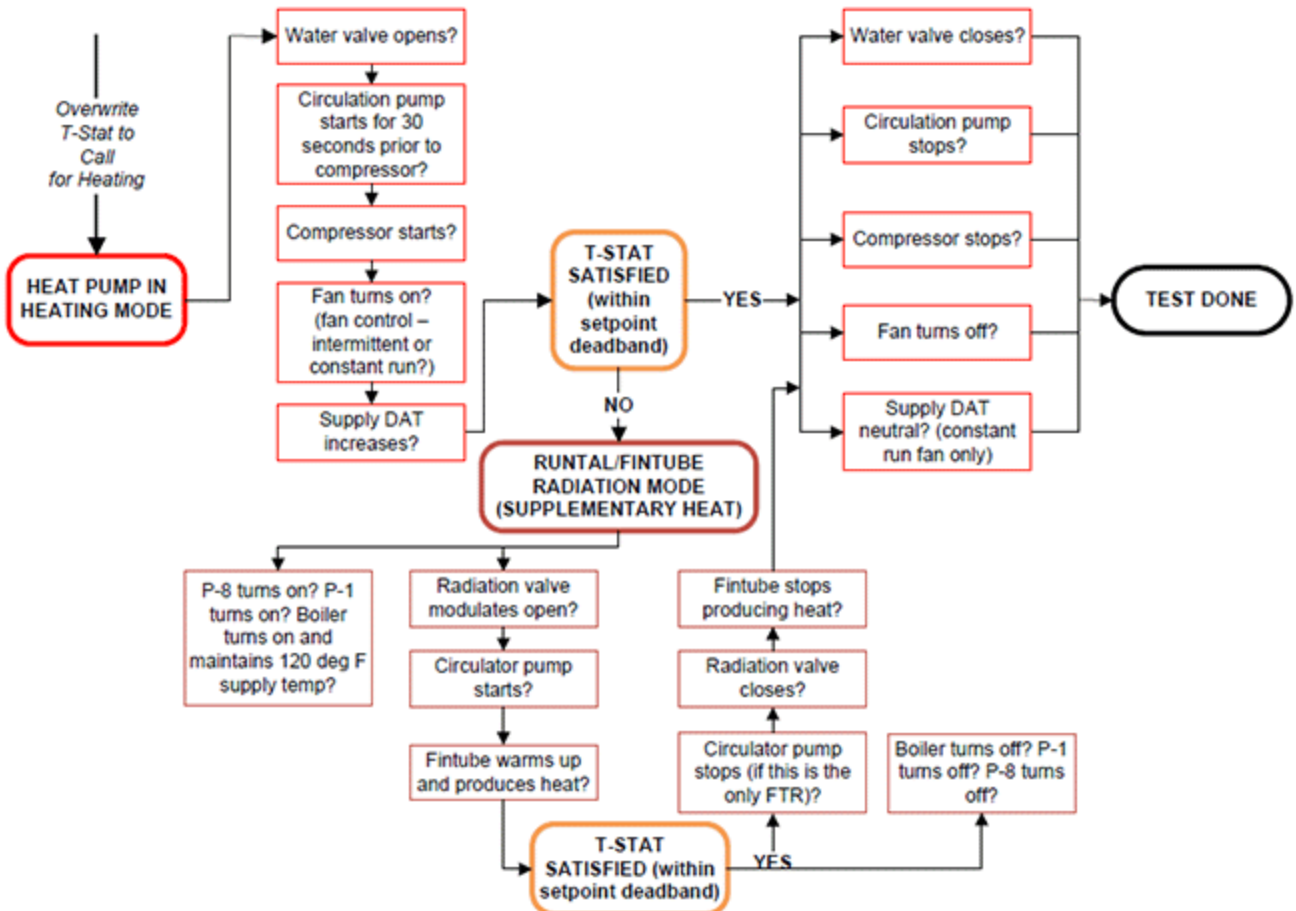 Overwrite
T-Stat to
Call
for Heating
HEAT PUMP IN
HEATING MODE
Water valve opens?
Circulation pump
starts for 30
seconds prior to
compressor?
Compressor starts?
Fan turns on?
(fan control –
intermittent or
constant run?)
Supply DAT
increases?
T-STAT
SATISFIED
(within
setpoint
deadband)
YES
NO
Water valve closes?
Circulation pump
stops?
Compressor stops?
Fan turns off?
Supply DAT
neutral? (constant
run fan only)
TEST DONE
RUNTAL/FINTUBE
RADIATION MODE
(SUPPLEMENTARY HEAT)
P-8 turns on? P-1
turns on? Boiler
turns on and
maintains 120 deg F
supply temp?
Radiation valve
modulates open?
Circulator pump
starts?
Fintube warms up
and produces heat?
T-STAT
SATISFIED (within
setpoint deadband)
YES
Fintube stops
producing heat?
Radiation valve
closes?
Circulator pump
stops (if this is the
only FTR)?
Boiler turns off? P-1
turns off? P-8 turns
off?